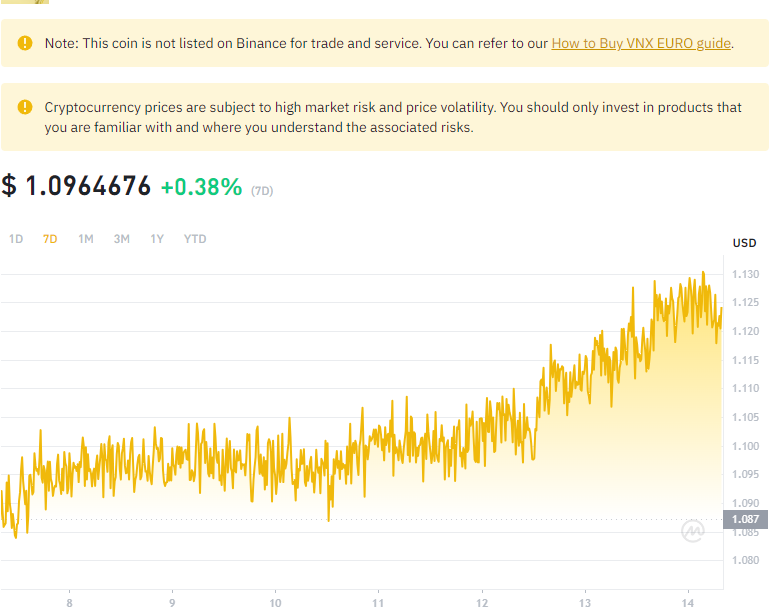 Note: This coin is not listed on Binance for trade and service. You can refer to our How to Buy VNX EURO guide.
Cryptocurrency prices are subject to high market risk and price volatility. You should only invest in products that
you are familiar with and where you understand the associated risks.
$ 1.0964676 +0.38% (7D)
1D 7D 1M 3M 1Y YTD
USD
1.130
1.125
1.120
1.115
1.110
1.105
1.100
1.095
1.090
1.087
1.085
1.080
8 9 10 11 12 13 14